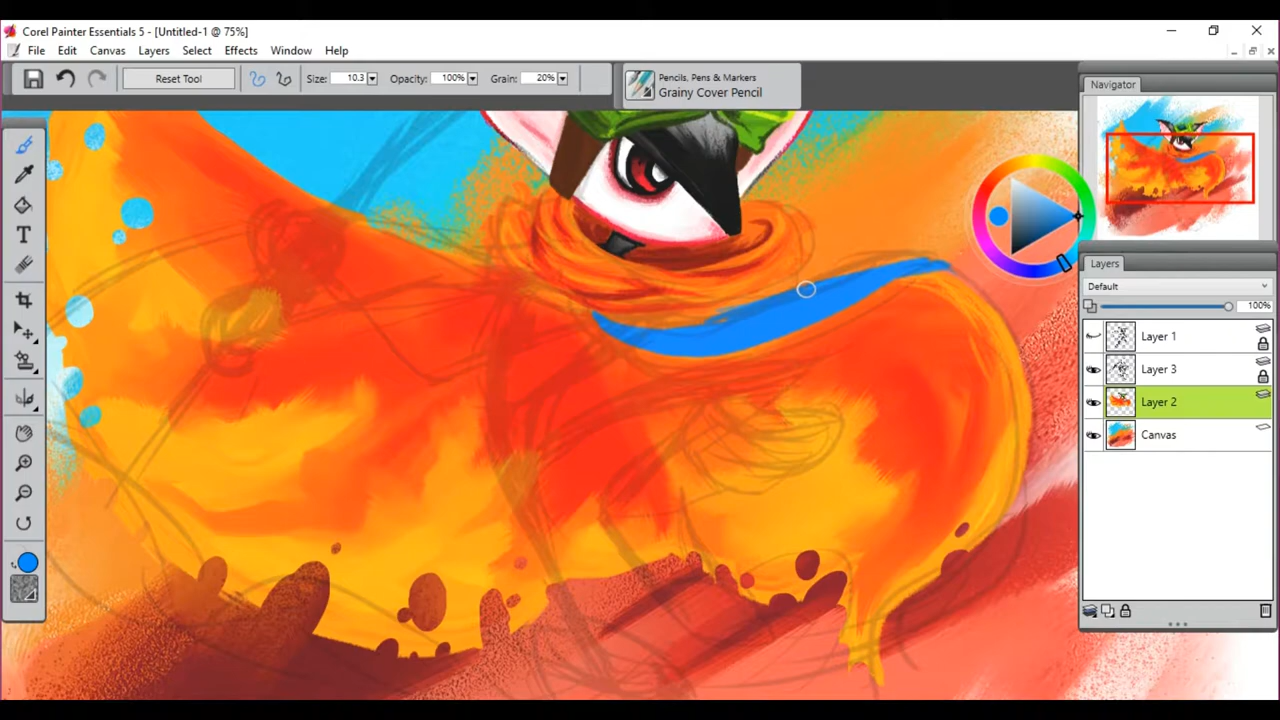 Corel Painter Essentials 5 - [Untitled-1 @ 75%]
File Edit Canvas Layers Select Effects Window Help
Reset Tool Size: 10.3 Opacity: 100% Grain: 20%
Pencils, Pens & Markers
Grainy Cover Pencil
Navigator
Layers
Default
100%
Layer 1
Layer 3
Layer 2
Canvas